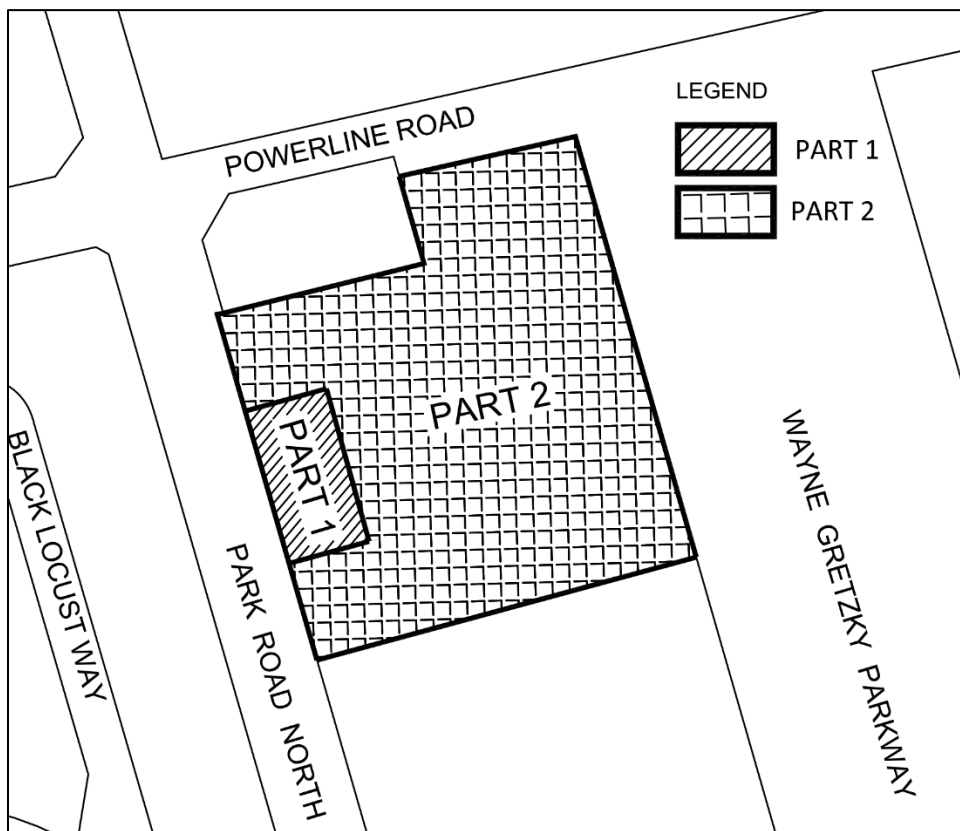 LEGEND
PART 1
PART 2
POWERLINE ROAD
PART 2
PART 1
BLACK LOCUST WAY
PARK ROAD NORTH
WAYNE GRETZKY PARKWAY